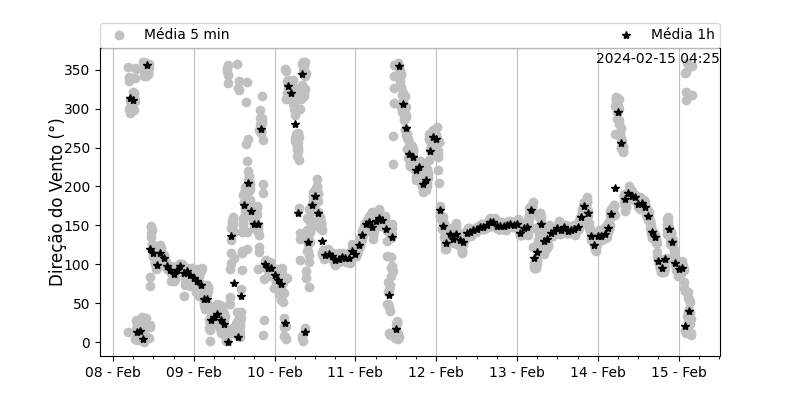 Média 5 min
Média 1h
2024-02-15 04:25
Direção do Vento (°)
350
300
250
200
150
100
50
0
08 - Feb
09 - Feb
10 - Feb
11 - Feb
12 - Feb
13 - Feb
14 - Feb
15 - Feb